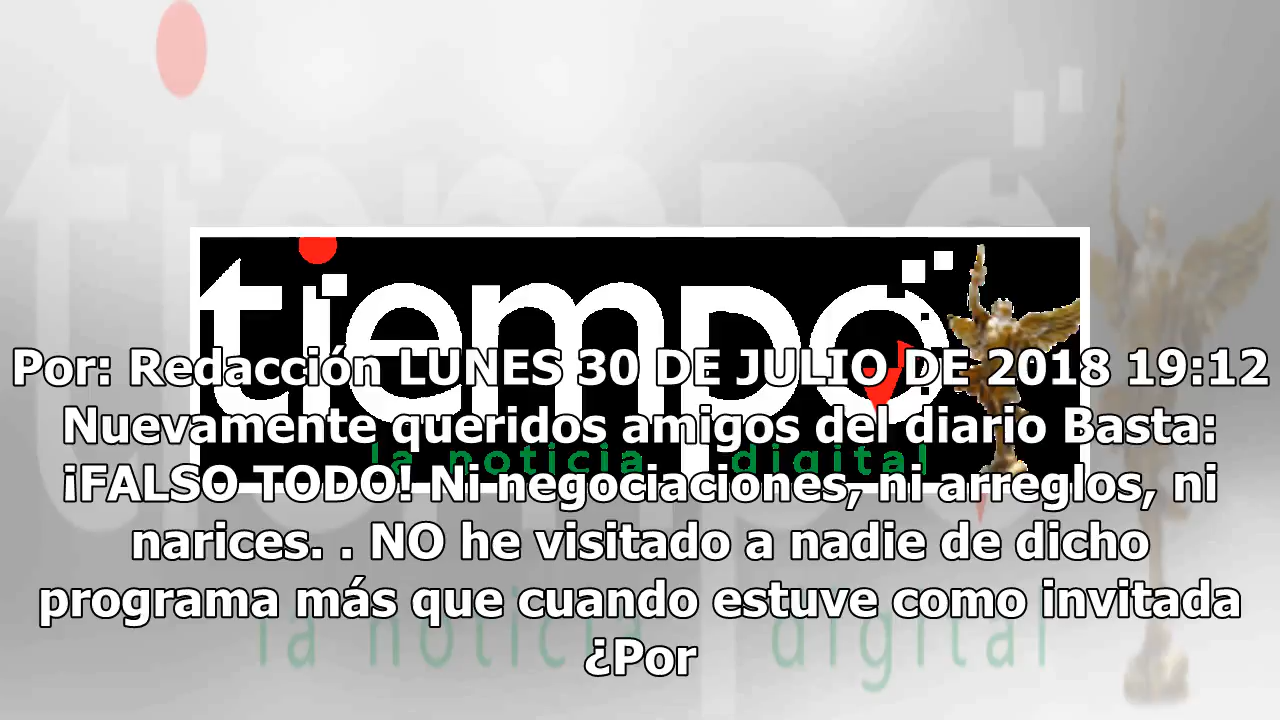 tiempo
la noticia digital
Por: Redacción LUNES 30 DE JULIO DE 2018 19:12
Nuevamente queridos amigos del diario Basta:
¡FALSO TODO! Ni negociaciones, ni arreglos, ni
narices. . NO he visitado a nadie de dicho
programa más que cuando estuve como invitada
¿Por